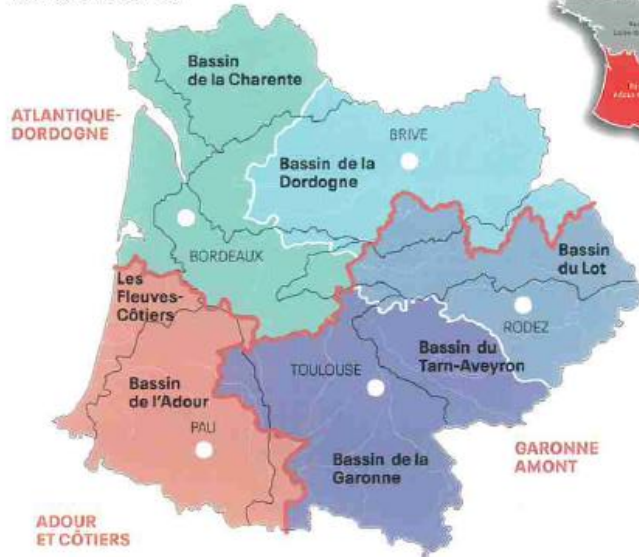 Bassin
de la Charente
ATLANTIQUE-
DORDOGNE
BRIVE
Bassin de la
Dordogne
BORDEAUX
Bassin
du Lot
Les
Fleuves-
Côtiers
RODEZ
Bassin du
Tarn-Aveyron
TOULOUSE
Bassin
de l'Adour
PAU
GARONNE
AMONT
Bassin de la
Garonne
ADOUR
ET CÔTIERS